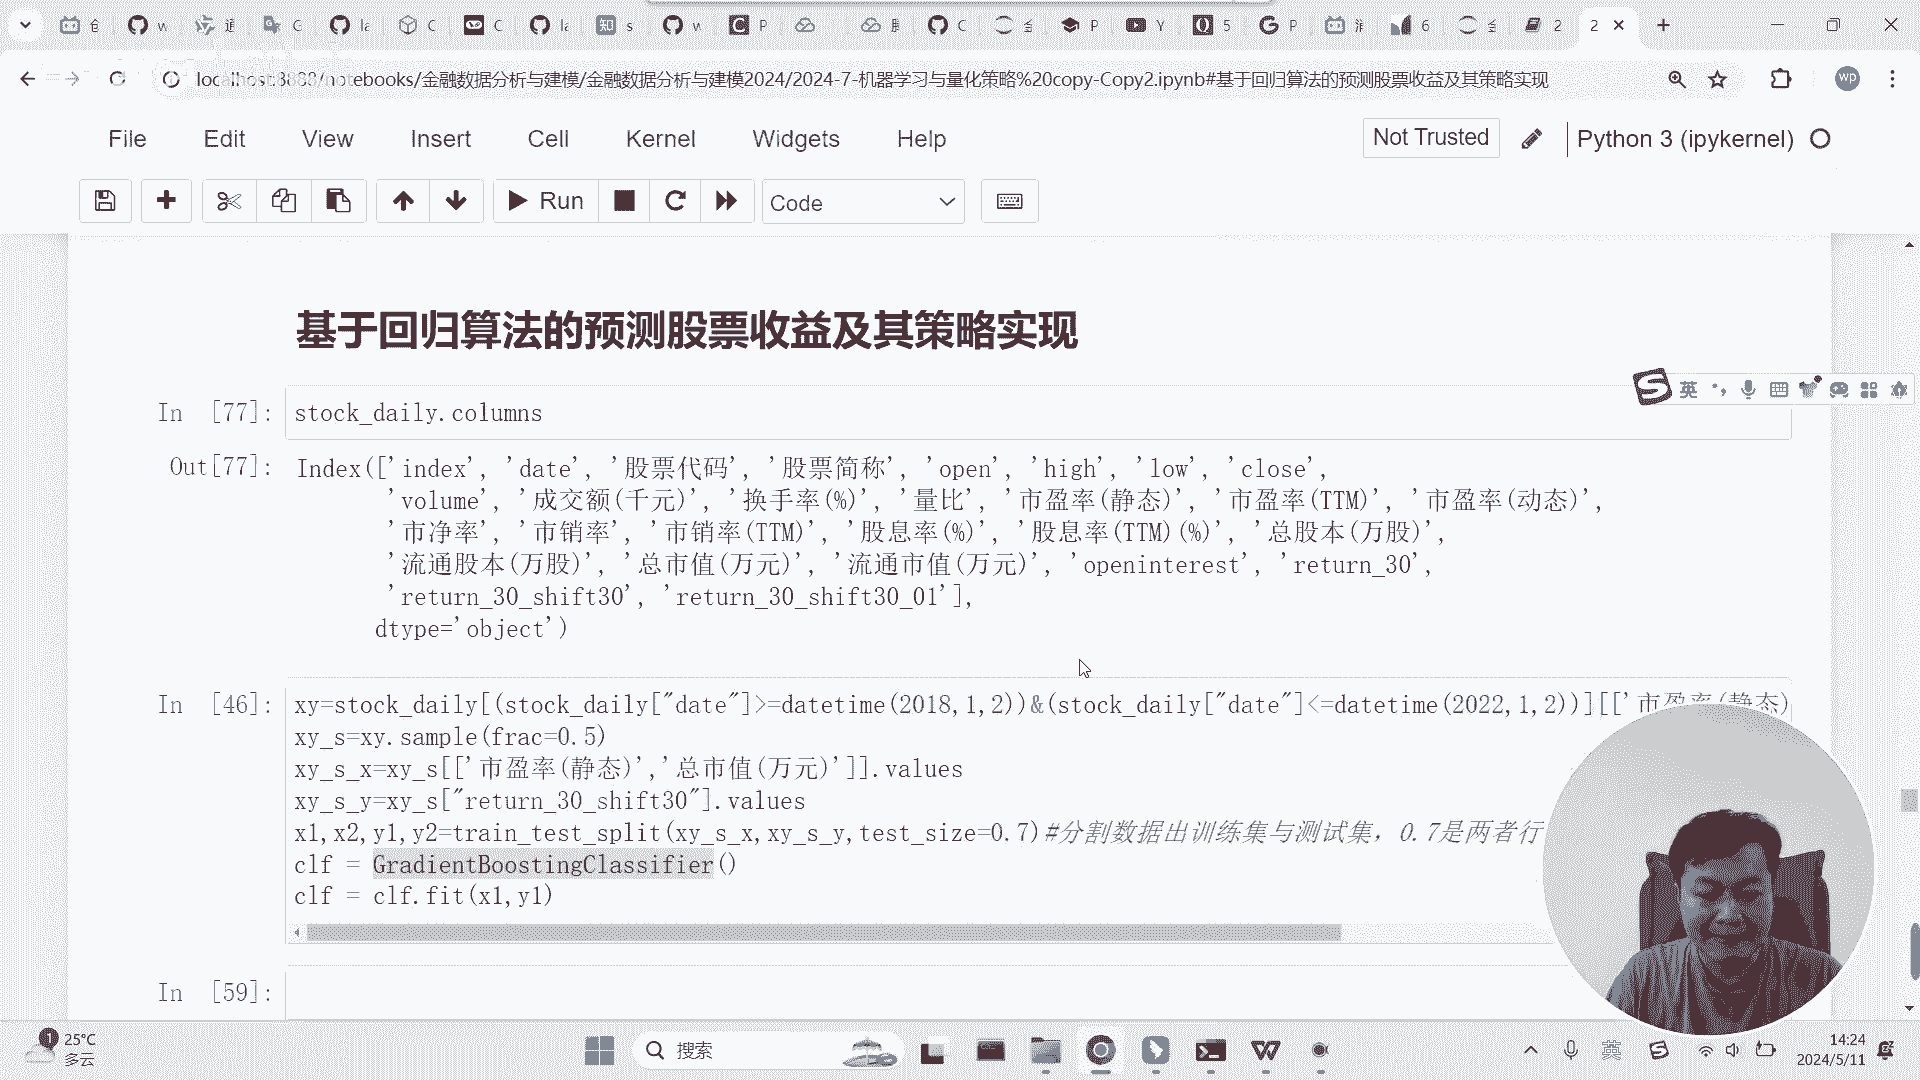 localhost:8888/notebooks/金融数据分析与建模/金融数据分析与建模2024/2024-7-机器学习与量化策略%20copy-Copy2.ipynb#基于回归算法的预测股票收益及其策略实现
wp
File Edit View Insert Cell Kernel Widgets Help
Not Trusted
Python 3 (ipykernel)
Run
Code
基于回归算法的预测股票收益及其策略实现
英
In [77]: stock_daily.columns
Out[77]: Index(['index', 'date', '股票代码', '股票简称', 'open', 'high', 'low', 'close',
'volume', '成交额(千元)', '换手率(%)', '量比', '市盈率(静态)', '市盈率(TTM)', '市盈率(动态)',
'市净率', '市销率', '市销率(TTM)', '股息率(%)', '股息率(TTM)(%)', '总股本(万股)',
'流通股本(万股)', '总市值(万元)', '流通市值(万元)', 'openinterest', 'return_30',
'return_30_shift30', 'return_30_shift30_01'],
dtype='object')
In [46]: xy=stock_daily[(stock_daily["date"]>=datetime(2018,1,2))&(stock_daily["date"]<=datetime(2022,1,2))][['市盈率(静态)
xy_s=xy.sample(frac=0.5)
xy_s_x=xy_s[['市盈率(静态)','总市值(万元)']].values
xy_s_y=xy_s["return_30_shift30"].values
x1,x2,y1,y2=train_test_split(xy_s_x,xy_s_y,test_size=0.7)#分割数据出训练集与测试集，0.7是两者行
clf = GradientBoostingClassifier()
clf = clf.fit(x1,y1)
In [59]:
1
25°C
多云
搜索
英
14:24
2024/5/11